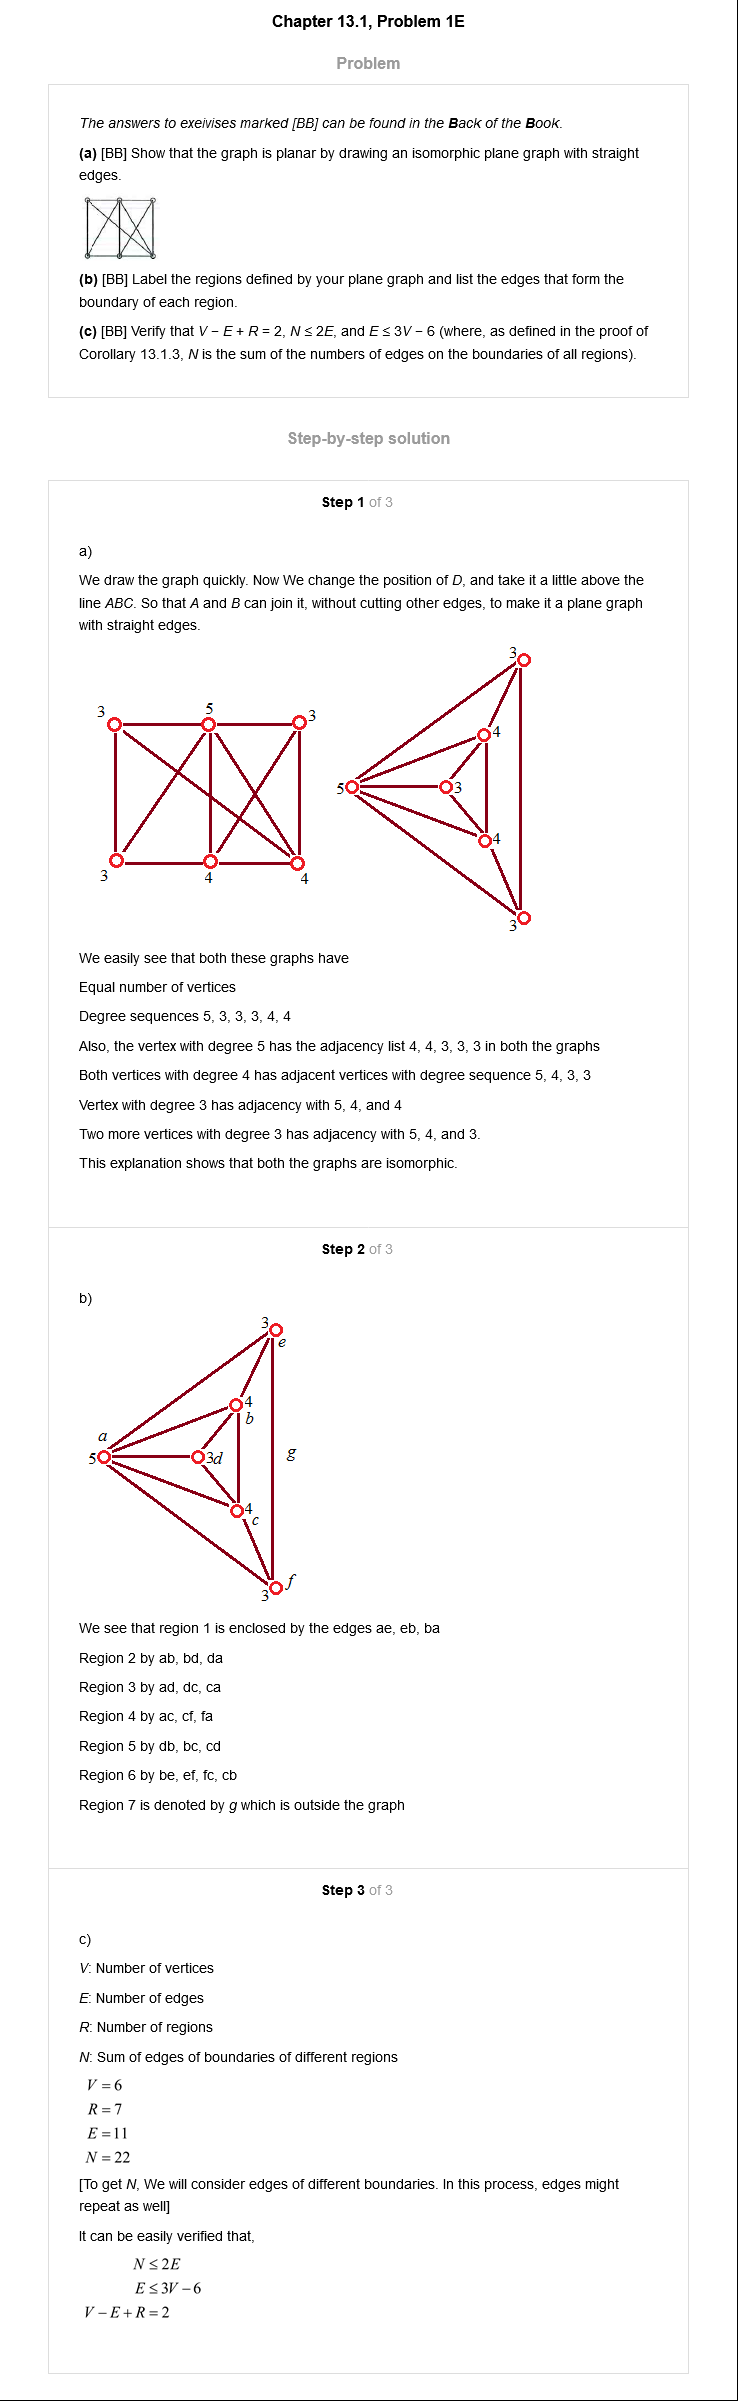 Chapter 13.1, Problem 1E
Problem
The answers to exeivises marked [BB] can be found in the Back of the Book.
(a) [BB] Show that the graph is planar by drawing an isomorphic plane graph with straight
edges.
(b) [BB] Label the regions defined by your plane graph and list the edges that form the
boundary of each region.
(c) [BB] Verify that V − E + R = 2, N ≤ 2E, and E ≤ 3V − 6 (where, as defined in the proof of
Corollary 13.1.3, N is the sum of the numbers of edges on the boundaries of all regions).
Step-by-step solution
Step 1 of 3
a)
We draw the graph quickly. Now We change the position of D, and take it a little above the
line ABC. So that A and B can join it, without cutting other edges, to make it a plane graph
with straight edges.
3 5 3
3 4 4
3
4
5 3
4
3
We easily see that both these graphs have
Equal number of vertices
Degree sequences 5, 3, 3, 3, 4, 4
Also, the vertex with degree 5 has the adjacency list 4, 4, 3, 3, 3 in both the graphs
Both vertices with degree 4 has adjacent vertices with degree sequence 5, 4, 3, 3
Vertex with degree 3 has adjacency with 5, 4, and 4
Two more vertices with degree 3 has adjacency with 5, 4, and 3.
This explanation shows that both the graphs are isomorphic.
Step 2 of 3
b)
3
e
4
b
a
5 3d g
4
c
3 f
We see that region 1 is enclosed by the edges ae, eb, ba
Region 2 by ab, bd, da
Region 3 by ad, dc, ca
Region 4 by ac, cf, fa
Region 5 by db, bc, cd
Region 6 by be, ef, fc, cb
Region 7 is denoted by g which is outside the graph
Step 3 of 3
c)
V: Number of vertices
E: Number of edges
R: Number of regions
N: Sum of edges of boundaries of different regions
V = 6
R = 7
E = 11
N = 22
[To get N, We will consider edges of different boundaries. In this process, edges might
repeat as well]
It can be easily verified that,
N ≤ 2E
E ≤ 3V − 6
V − E + R = 2